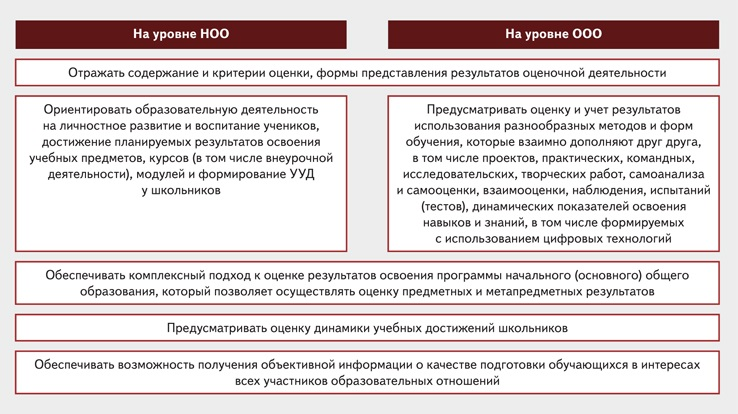 На уровне НОО
На уровне ООО
Отражать содержание и критерии оценки, формы представления результатов оценочной деятельности
Ориентировать образовательную деятельность
на личностное развитие и воспитание учеников,
достижение планируемых результатов освоения
учебных предметов, курсов (в том числе внеурочной
деятельности), модулей и формирование УУД
у школьников
Предусматривать оценку и учет результатов
использования разнообразных методов и форм
обучения, которые взаимно дополняют друг друга,
в том числе проектов, практических, командных,
исследовательских, творческих работ, самоанализа
и самооценки, взаимооценки, наблюдения, испытаний
(тестов), динамических показателей освоения
навыков и знаний, в том числе формируемых
с использованием цифровых технологий
Обеспечивать комплексный подход к оценке результатов освоения программы начального (основного) общего
образования, который позволяет осуществлять оценку предметных и метапредметных результатов
Предусматривать оценку динамики учебных достижений школьников
Обеспечивать возможность получения объективной информации о качестве подготовки обучающихся в интересах
всех участников образовательных отношений